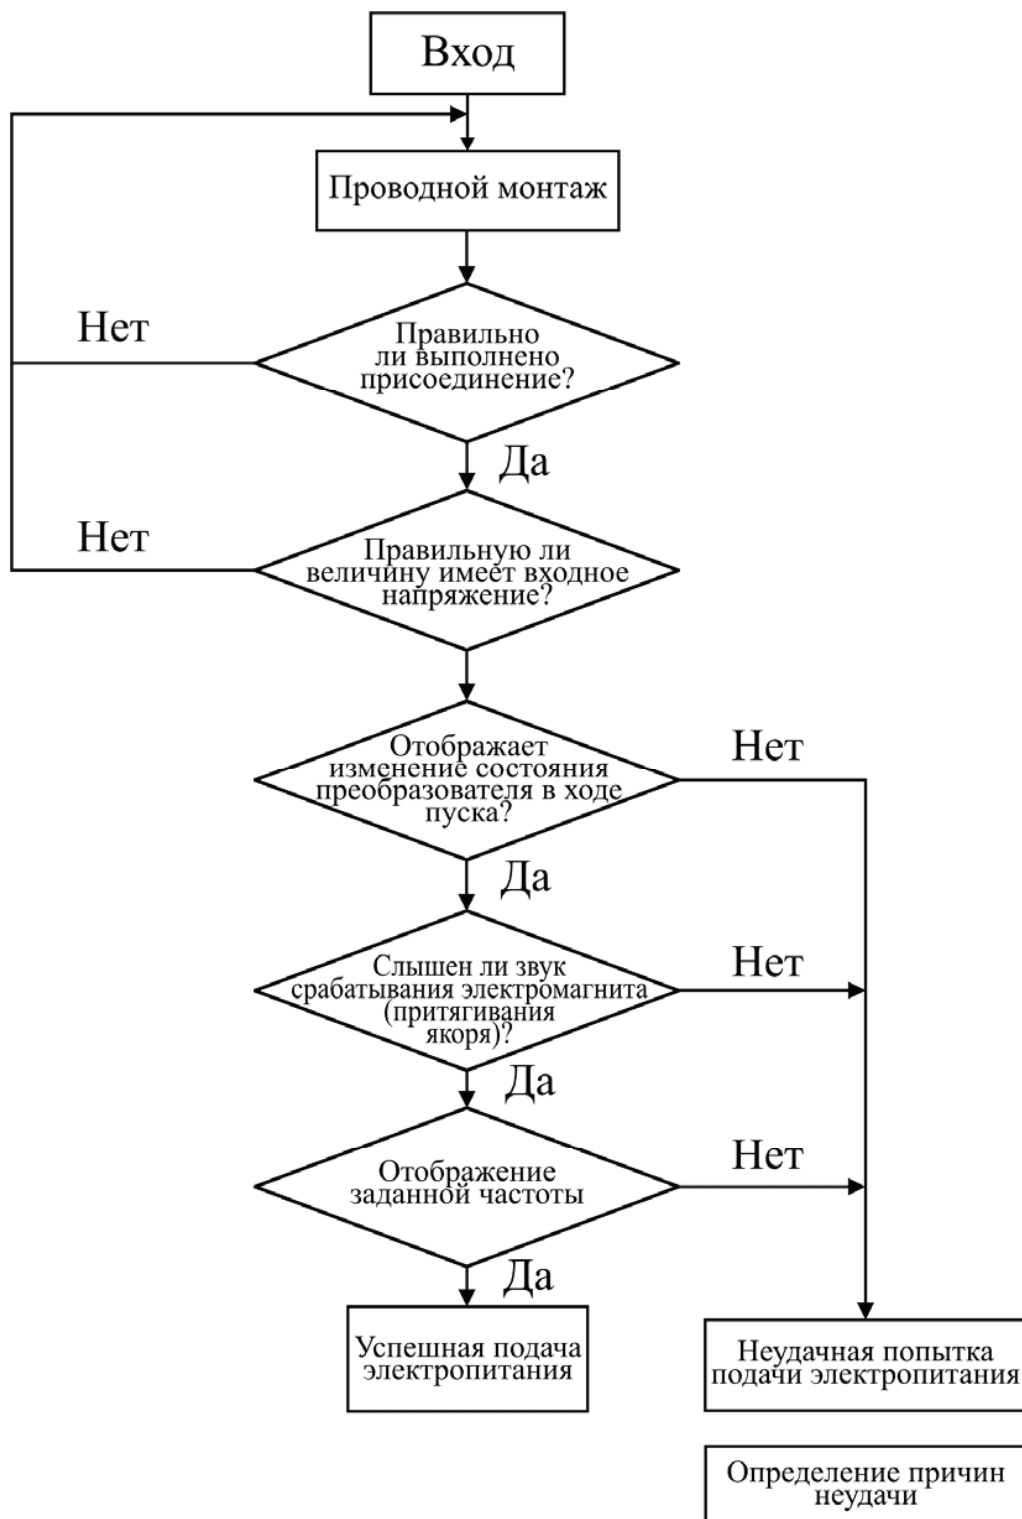 Вход
Проводной монтаж
Нет
Правильно
ли выполнено
присоединение?
Да
Нет
Правильную ли
величину имеет входное
напряжение?
Отображает
изменение состояния
преобразователя в ходе
пуска?
Нет
Да
Слышен ли звук
срабатывания электромагнита
(притягивания
якоря)?
Нет
Да
Отображение
заданной частоты
Нет
Да
Успешная подача
электропитания
Неудачная попытка
подачи электропитания
Определение причин
неудачи